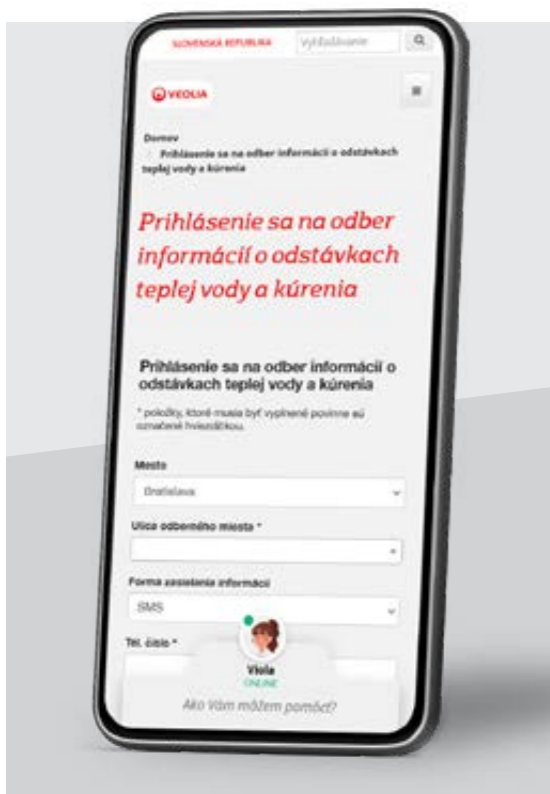 SLOVENSKÁ REPUBLIKA
Vyhľadávanie
VEOLIA
Domov
Prihlásenie sa na odber informácií o odstávkach
teplej vody a kúrenia
Prihlásenie sa na odber
informácií o odstávkach
teplej vody a kúrenia
Prihlásenie sa na odber informácií o
odstávkach teplej vody a kúrenia
* položky, ktoré musia byť vyplnené povinne sú
označené hviezdičkou.
Mesto
Bratislava
Ulica odberného miesta *
Forma zasielania informácií
SMS
Tel. číslo *
Viola
ONLINE
Ako Vám môžem pomôcť?